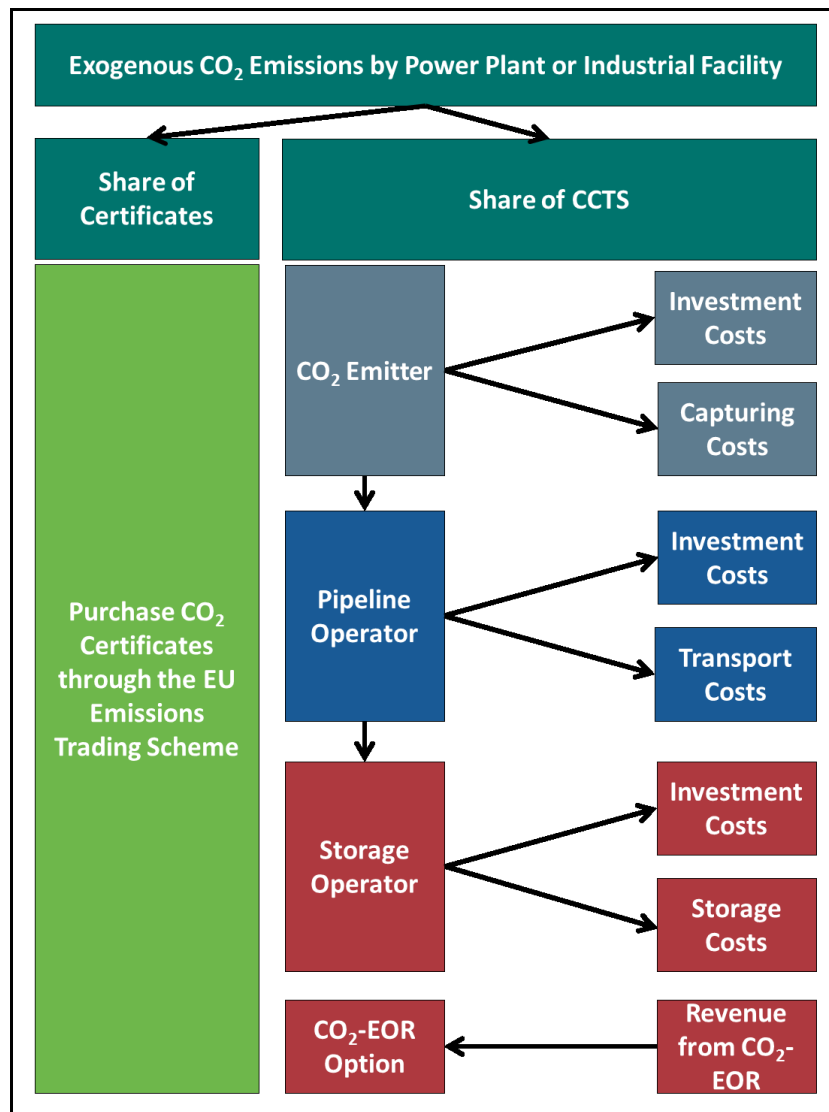 Exogenous CO₂ Emissions by Power Plant or Industrial Facility
Share of
Certificates
Share of CCTS
Purchase CO₂
Certificates
through the EU
Emissions
Trading Scheme
CO₂ Emitter
Investment
Costs
Capturing
Costs
Pipeline
Operator
Investment
Costs
Transport
Costs
Storage
Operator
Investment
Costs
Storage
Costs
CO₂-EOR
Option
Revenue
from CO₂-
EOR